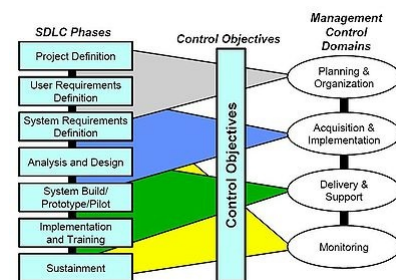 SDLC Phases
Project Definition
User Requirements
Definition
System Requirements
Definition
Analysis and Design
System Build/
Prototype/Pilot
Implementation
and Training
Sustainment
Control Objectives
Control Objectives
Management
Control
Domains
Planning &
Organization
Acquisition &
Implementation
Delivery &
Support
Monitoring